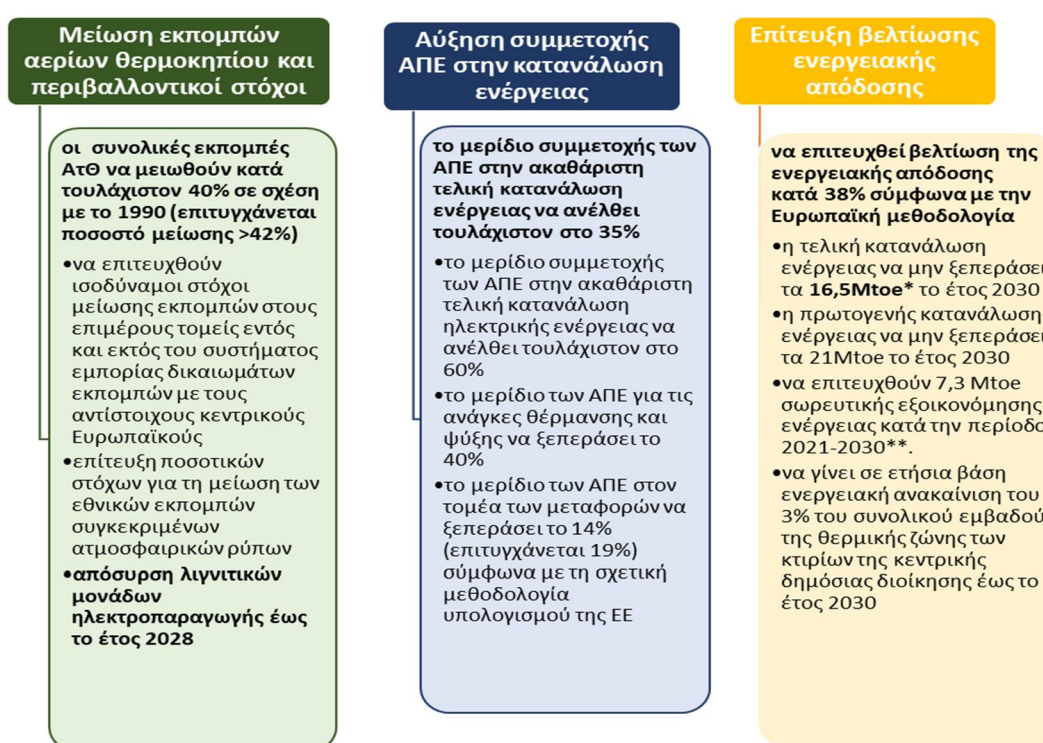 Μείωση εκπομπών
αερίων θερμοκηπίου και
περιβαλλοντικοί στόχοι
οι συνολικές εκπομπές
ΑτΘ να μειωθούν κατά
τουλάχιστον 40% σε σχέση
με το 1990 (επιτυγχάνεται
ποσοστό μείωσης >42%)
•να επιτευχθούν
ισοδύναμοι στόχοι
μείωσης εκπομπών στους
επιμέρους τομείς εντός
και εκτός του συστήματος
εμπορίας δικαιωμάτων
εκπομπών με τους
αντίστοιχους κεντρικούς
Ευρωπαϊκούς
•επίτευξη ποσοτικών
στόχων για τη μείωση των
εθνικών εκπομπών
συγκεκριμένων
ατμοσφαιρικών ρύπων
•απόσυρση λιγνιτικών
μονάδων
ηλεκτροπαραγωγής έως
το έτος 2028
Αύξηση συμμετοχής
ΑΠΕ στην κατανάλωση
ενέργειας
το μερίδιο συμμετοχής των
ΑΠΕ στην ακαθάριστη
τελική κατανάλωση
ενέργειας να ανέλθει
τουλάχιστον στο 35%
•το μερίδιο συμμετοχής
των ΑΠΕ στην ακαθάριστη
τελική κατανάλωση
ηλεκτρικής ενέργειας να
ανέλθει τουλάχιστον στο
60%
•το μερίδιο των ΑΠΕ για τις
ανάγκες θέρμανσης και
ψύξης να ξεπεράσει το
40%
•το μερίδιο των ΑΠΕ στον
τομέα των μεταφορών να
ξεπεράσει το 14%
(επιτυγχάνεται 19%)
σύμφωνα με τη σχετική
μεθοδολογία
υπολογισμού της ΕΕ
Επίτευξη βελτίωσης
ενεργειακής
απόδοσης
να επιτευχθεί βελτίωση της
ενεργειακής απόδοσης
κατά 38% σύμφωνα με την
Ευρωπαϊκή μεθοδολογία
•η τελική κατανάλωση
ενέργειας να μην ξεπεράσει
τα 16,5Mtoe* το έτος 2030
•η πρωτογενής κατανάλωση
ενέργειας να μην ξεπεράσει
τα 21Mtoe το έτος 2030
•να επιτευχθούν 7,3 Mtoe
σωρευτικής εξοικονόμησης
ενέργειας κατά την περίοδο
2021-2030**.
•να γίνει σε ετήσια βάση
ενεργειακή ανακαίνιση του
3% του συνολικού εμβαδού
της θερμικής ζώνης των
κτιρίων της κεντρικής
δημόσιας διοίκησης έως το
έτος 2030